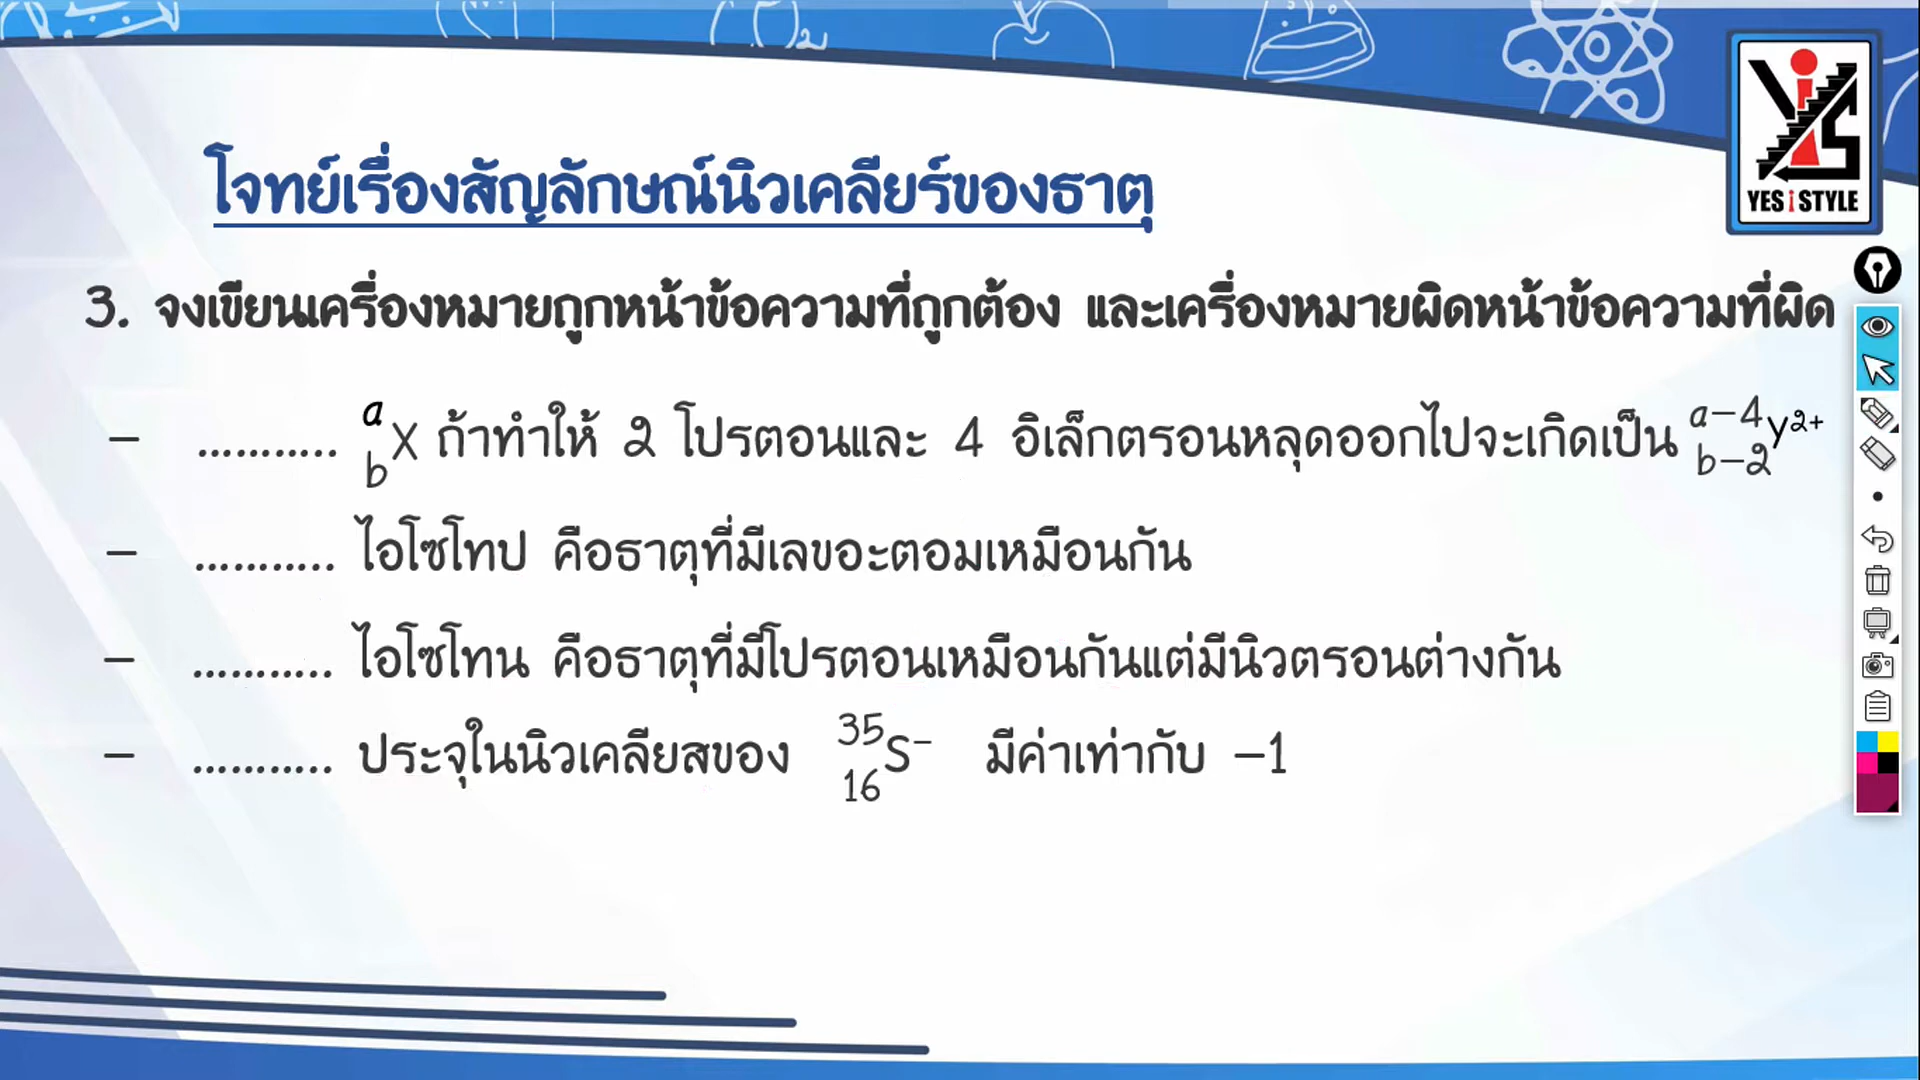 YES i STYLE
โจทย์เรื่องสัญลักษณ์นิวเคลียร์ของธาตุ
3. จงเขียนเครื่องหมายถูกหน้าข้อความที่ถูกต้อง และเครื่องหมายผิดหน้าข้อความที่ผิด
– ........... ᵃ_b X ถ้าทำให้ 2 โปรตอนและ 4 อิเล็กตรอนหลุดออกไปจะเกิดเป็น ᵃ⁻⁴_b−2 y²⁺
– ........... ไอโซโทป คือธาตุที่มีเลขอะตอมเหมือนกัน
– ........... ไอโซโทน คือธาตุที่มีโปรตอนเหมือนกันแต่มีนิวตรอนต่างกัน
– ........... ประจุในนิวเคลียสของ ³⁵₁₆S⁻ มีค่าเท่ากับ –1